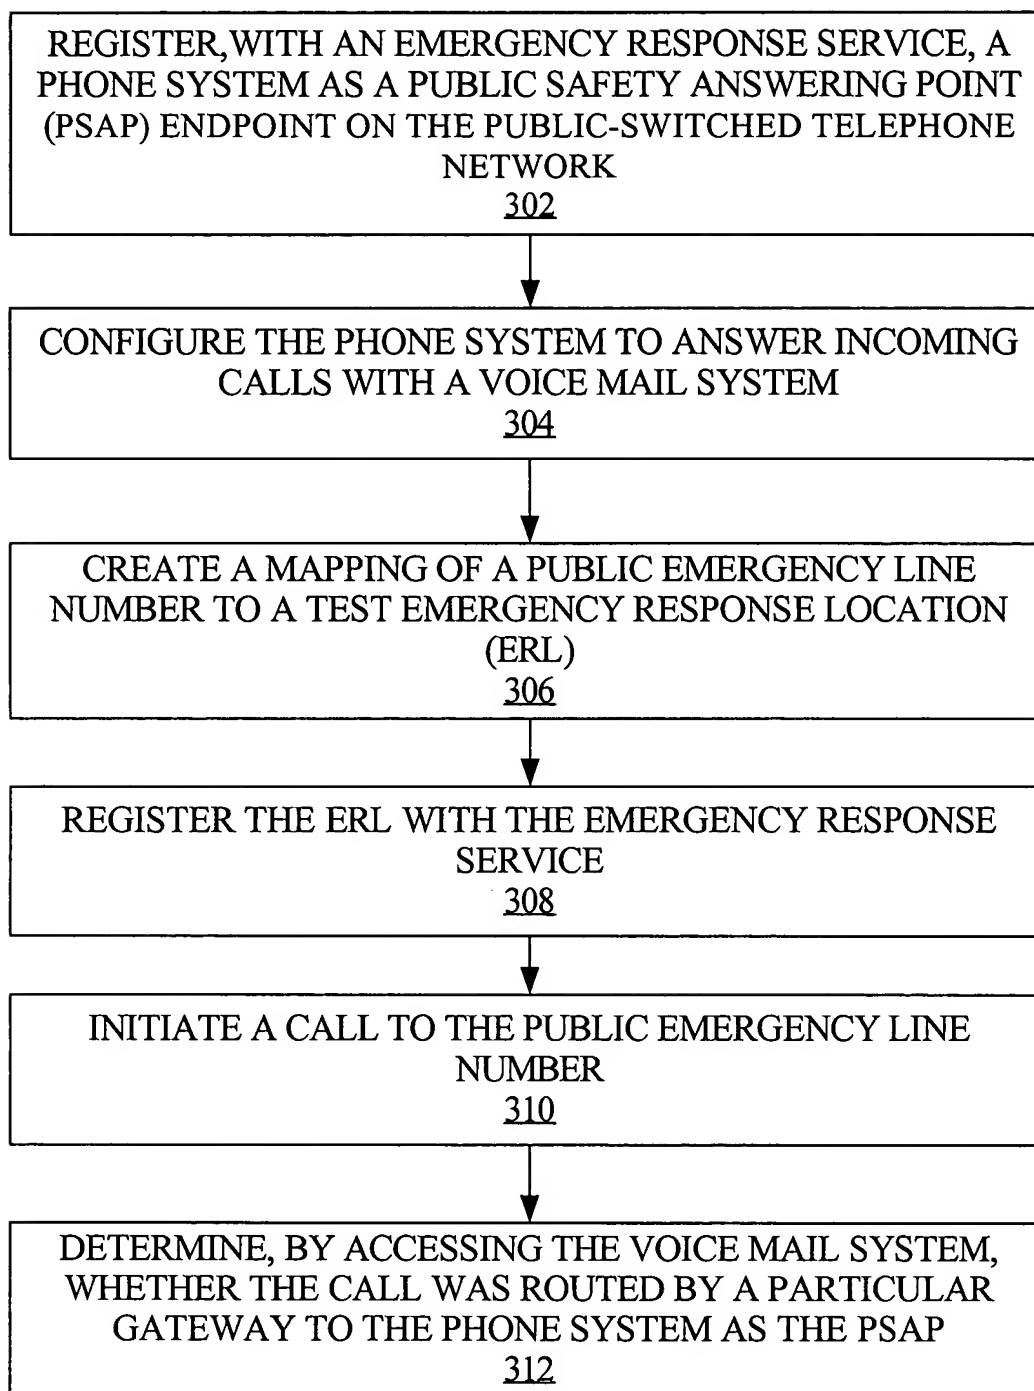 REGISTER,WITH AN EMERGENCY RESPONSE SERVICE, A
PHONE SYSTEM AS A PUBLIC SAFETY ANSWERING POINT
(PSAP) ENDPOINT ON THE PUBLIC-SWITCHED TELEPHONE
NETWORK
302
CONFIGURE THE PHONE SYSTEM TO ANSWER INCOMING
CALLS WITH A VOICE MAIL SYSTEM
304
CREATE A MAPPING OF A PUBLIC EMERGENCY LINE
NUMBER TO A TEST EMERGENCY RESPONSE LOCATION
(ERL)
306
REGISTER THE ERL WITH THE EMERGENCY RESPONSE
SERVICE
308
INITIATE A CALL TO THE PUBLIC EMERGENCY LINE
NUMBER
310
DETERMINE, BY ACCESSING THE VOICE MAIL SYSTEM,
WHETHER THE CALL WAS ROUTED BY A PARTICULAR
GATEWAY TO THE PHONE SYSTEM AS THE PSAP
312